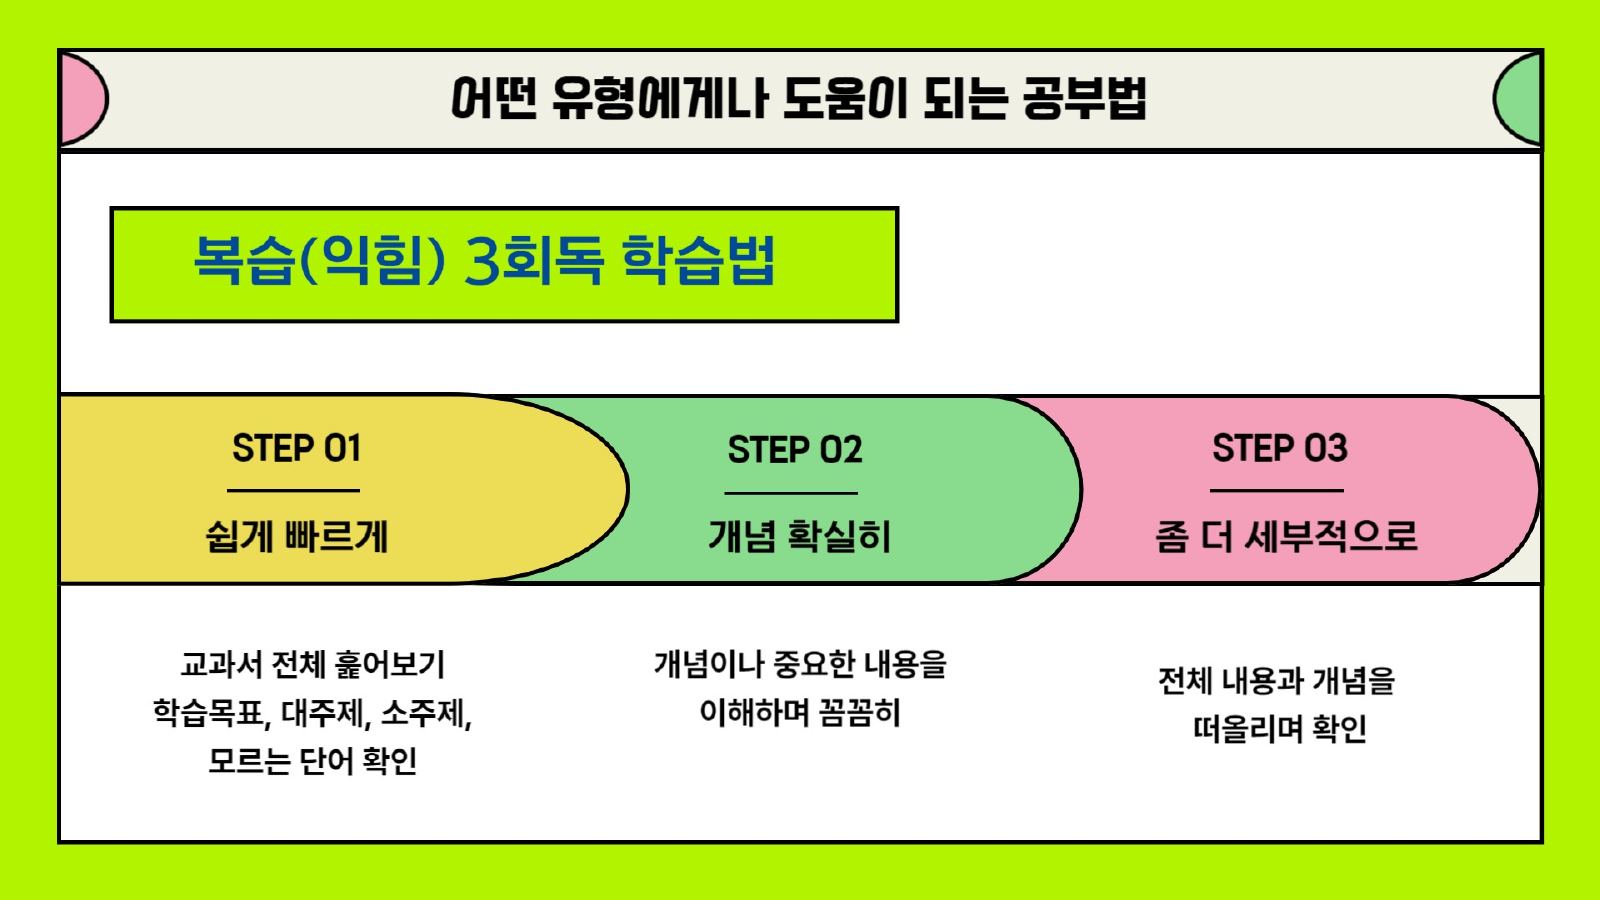 어떤 유형에게나 도움이 되는 공부법
복습(익힘) 3회독 학습법
STEP 01
쉽게 빠르게
교과서 전체 훑어보기
학습목표, 대주제, 소주제,
모르는 단어 확인
STEP 02
개념 확실히
개념이나 중요한 내용을
이해하며 꼼꼼히
STEP 03
좀 더 세부적으로
전체 내용과 개념을
떠올리며 확인